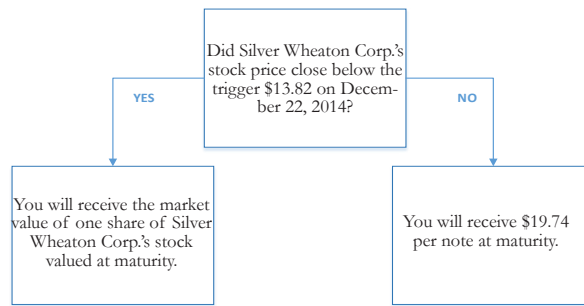 Did Silver Wheaton Corp.'s
stock price close below the
trigger $13.82 on Decem-
ber 22, 2014?
YES
NO
You will receive the market
value of one share of Silver
Wheaton Corp.'s stock
valued at maturity.
You will receive $19.74
per note at maturity.